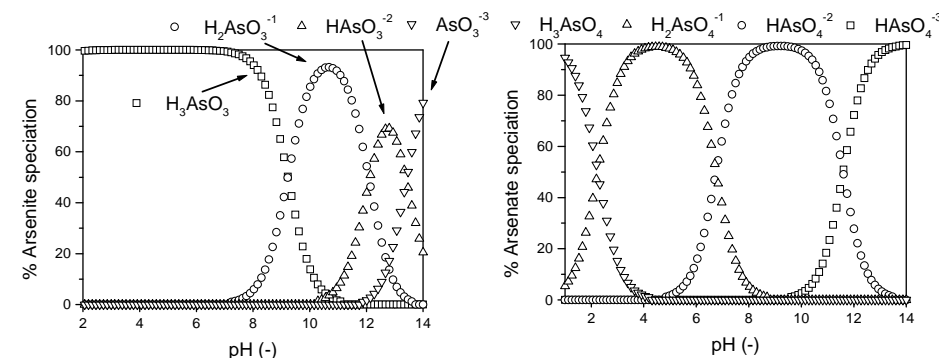 ○ H₂AsO₃⁻¹ △ HAsO₃⁻² ▽ AsO₃⁻³
▽ H₃AsO₄ △ H₂AsO₄⁻¹ ○ HAsO₄⁻² □ HAsO₄⁻³
□ H₃AsO₃
% Arsenite speciation
100
80
60
40
20
0
2 4 6 8 10 12 14
pH (-)
% Arsenate speciation
100
80
60
40
20
0
2 4 6 8 10 12 14
pH (-)